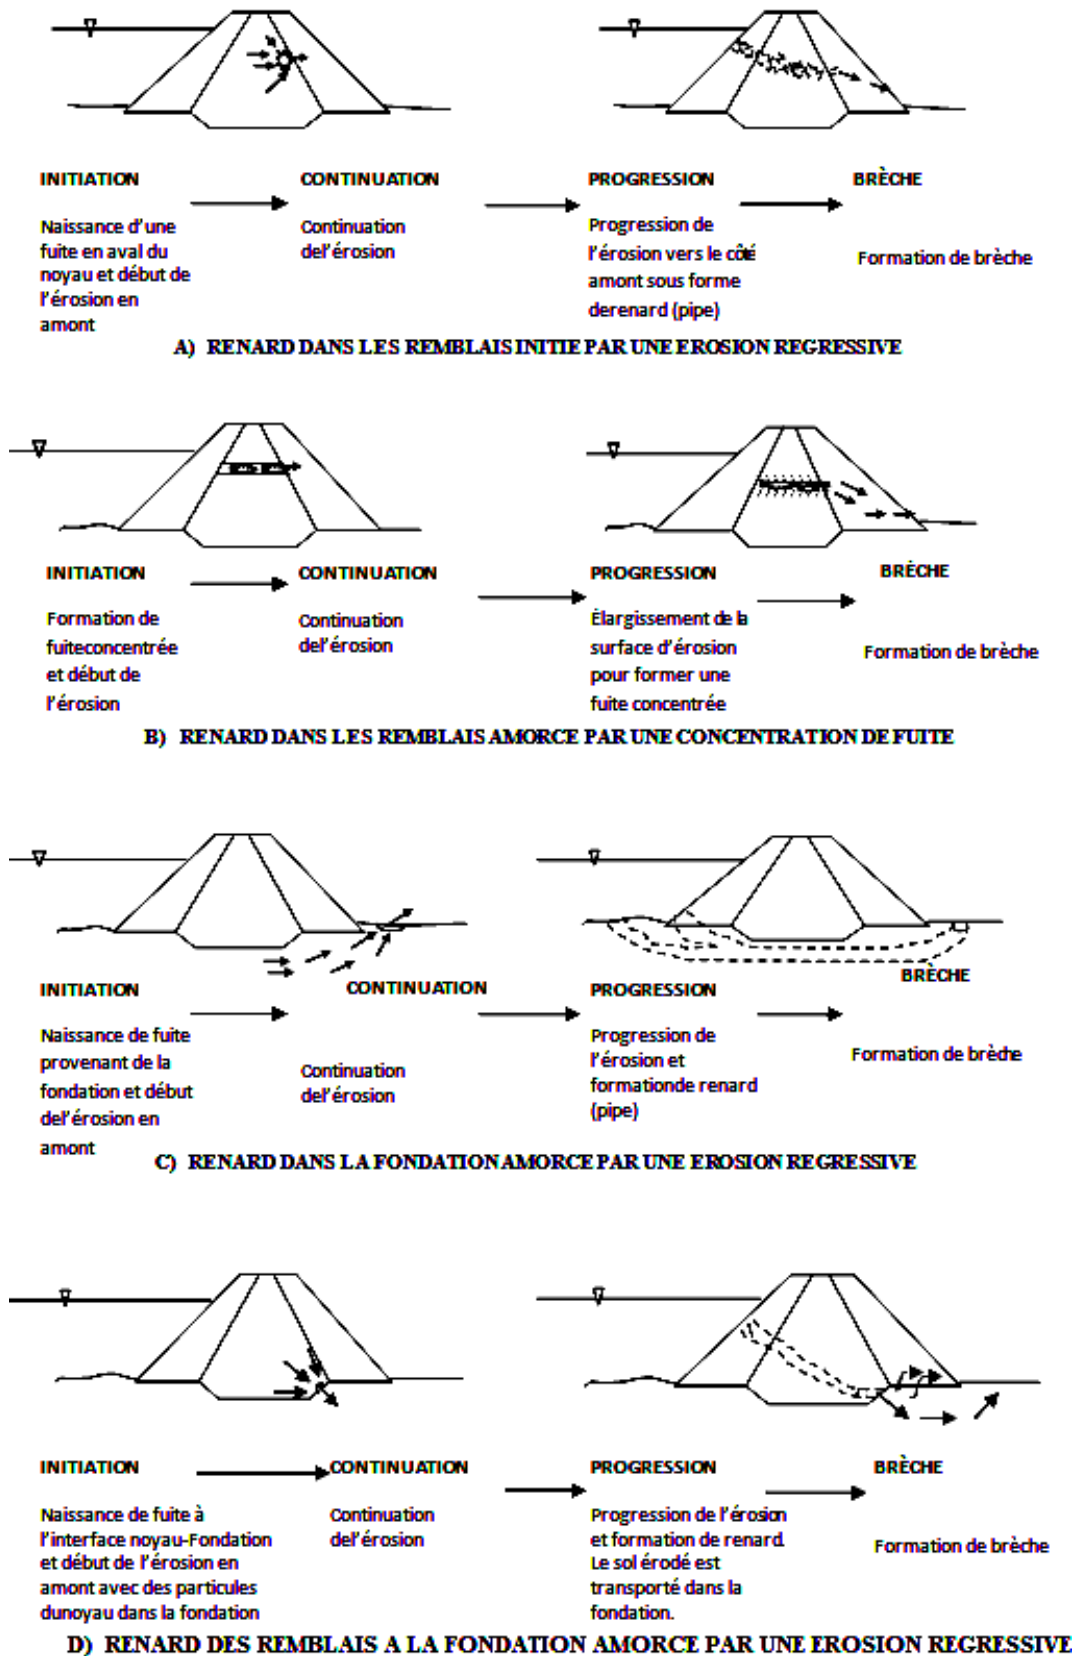 INITIATION
CONTINUATION
PROGRESSION
BRÈCHE
Naissance d'une
fuite en aval du
noyau et début de
l'érosion en
amont
Continuation
del'érosion
Progression de
l'érosion vers le côté
amont sous forme
derenard (pipe)
Formation de brèche
A) RENARD DANS LES REMBLAIS INITIE PAR UNE EROSION REGRESSIVE
INITIATION
CONTINUATION
PROGRESSION
BRÈCHE
Formation de
fuiteconcentrée
et début de
l'érosion
Continuation
del'érosion
Élargissement de la
surface d'érosion
pour former une
fuite concentrée
Formation de brèche
B) RENARD DANS LES REMBLAIS AMORCE PAR UNE CONCENTRATION DE FUITE
INITIATION
CONTINUATION
PROGRESSION
BRÈCHE
Naissance de fuite
provenant de la
fondation et début
del'érosion en
amont
Continuation
del'érosion
Progression de
l'érosion et
formationde renard
(pipe)
Formation de brèche
C) RENARD DANS LA FONDATION AMORCE PAR UNE EROSION REGRESSIVE
INITIATION
CONTINUATION
PROGRESSION
BRÈCHE
Naissance de fuite à
l'interface noyau-Fondation
et début de l'érosion en
amont avec des particules
dunoyau dans la fondation
Continuation
del'érosion
Progression de l'érosion
et formation de renard.
Le sol érodé est
transporté dans la
fondation.
Formation de brèche
D) RENARD DES REMBLAIS A LA FONDATION AMORCE PAR UNE EROSION REGRESSIVE